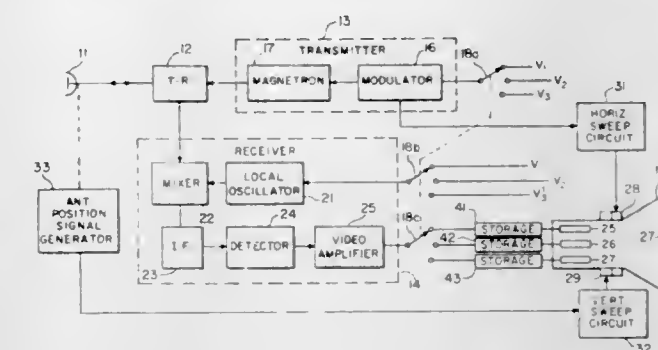 13
TRANSMITTER
11
12
17
16
18a
T-R
MAGNETRON
MODULATOR
V₁
V₂
V₃
31
HORIZ
SWEEP
CIRCUIT
RECEIVER
33
MIXER
LOCAL
OSCILLATOR
21
18b
V
V
V₃
ANT
POSITION
SIGNAL
GENERATOR
22
24
25
18c
41
28
I F
DETECTOR
VIDEO
AMPLIFIER
STORAGE
25
42
STORAGE
26
27
43
STORAGE
27
23
14
29
VERT
SWEEP
CIRCUIT
32